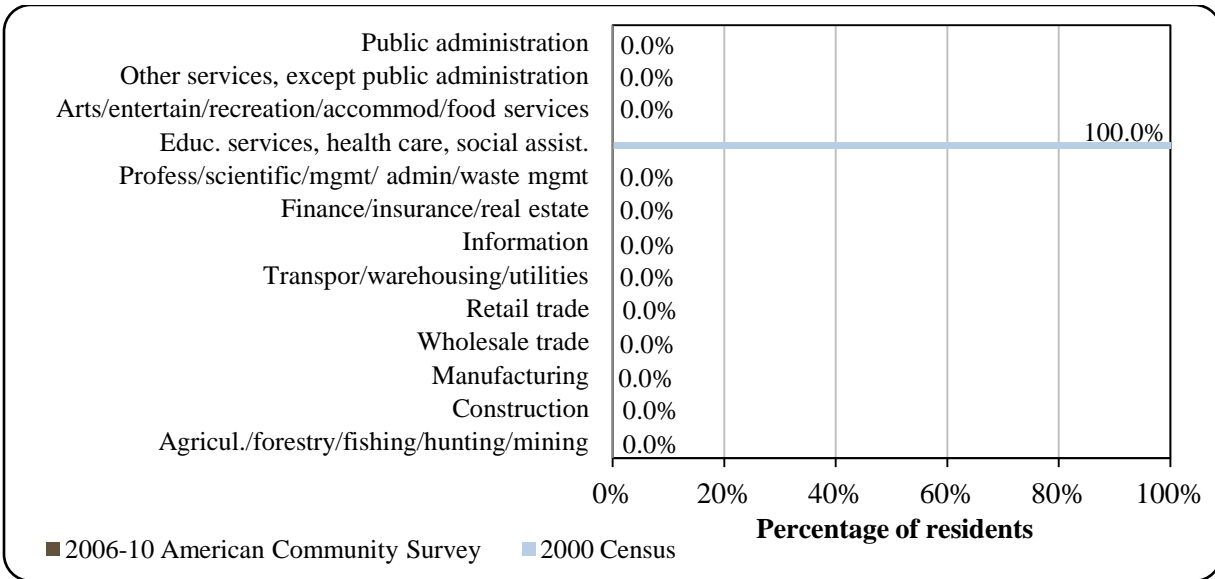 Public administration 0.0%
Other services, except public administration 0.0%
Arts/entertain/recreation/accommod/food services 0.0%
Educ. services, health care, social assist. 100.0%
Profess/scientific/mgmt/ admin/waste mgmt 0.0%
Finance/insurance/real estate 0.0%
Information 0.0%
Transpor/warehousing/utilities 0.0%
Retail trade 0.0%
Wholesale trade 0.0%
Manufacturing 0.0%
Construction 0.0%
Agricul./forestry/fishing/hunting/mining 0.0%
0% 20% 40% 60% 80% 100%
Percentage of residents
2006-10 American Community Survey 2000 Census